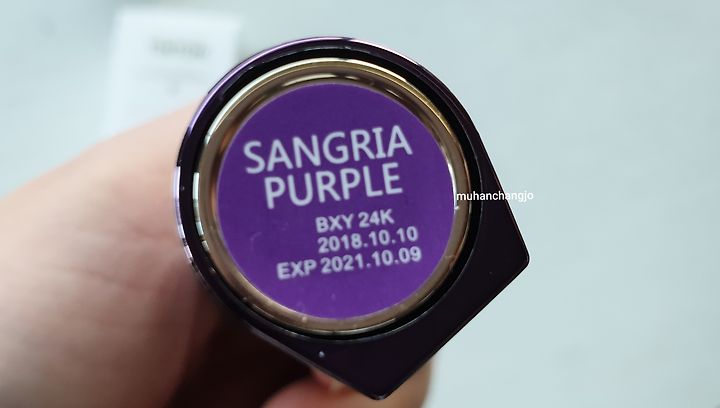 SANGRIA
PURPLE
BXY 24K
2018.10.10
EXP 2021.10.09
muhanchangjo